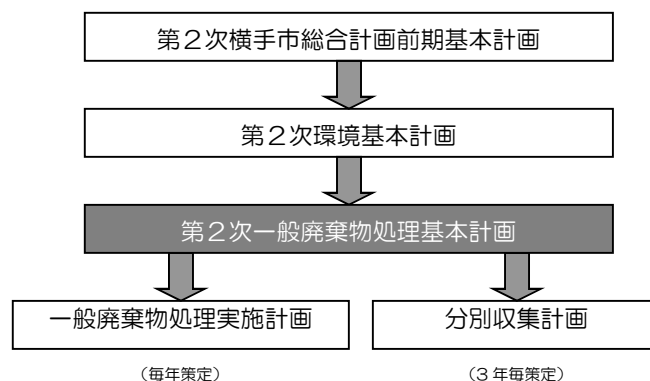 第２次横手市総合計画前期基本計画
第２次環境基本計画
第２次一般廃棄物処理基本計画
一般廃棄物処理実施計画
分別収集計画
（毎年策定）
（3 年毎策定）